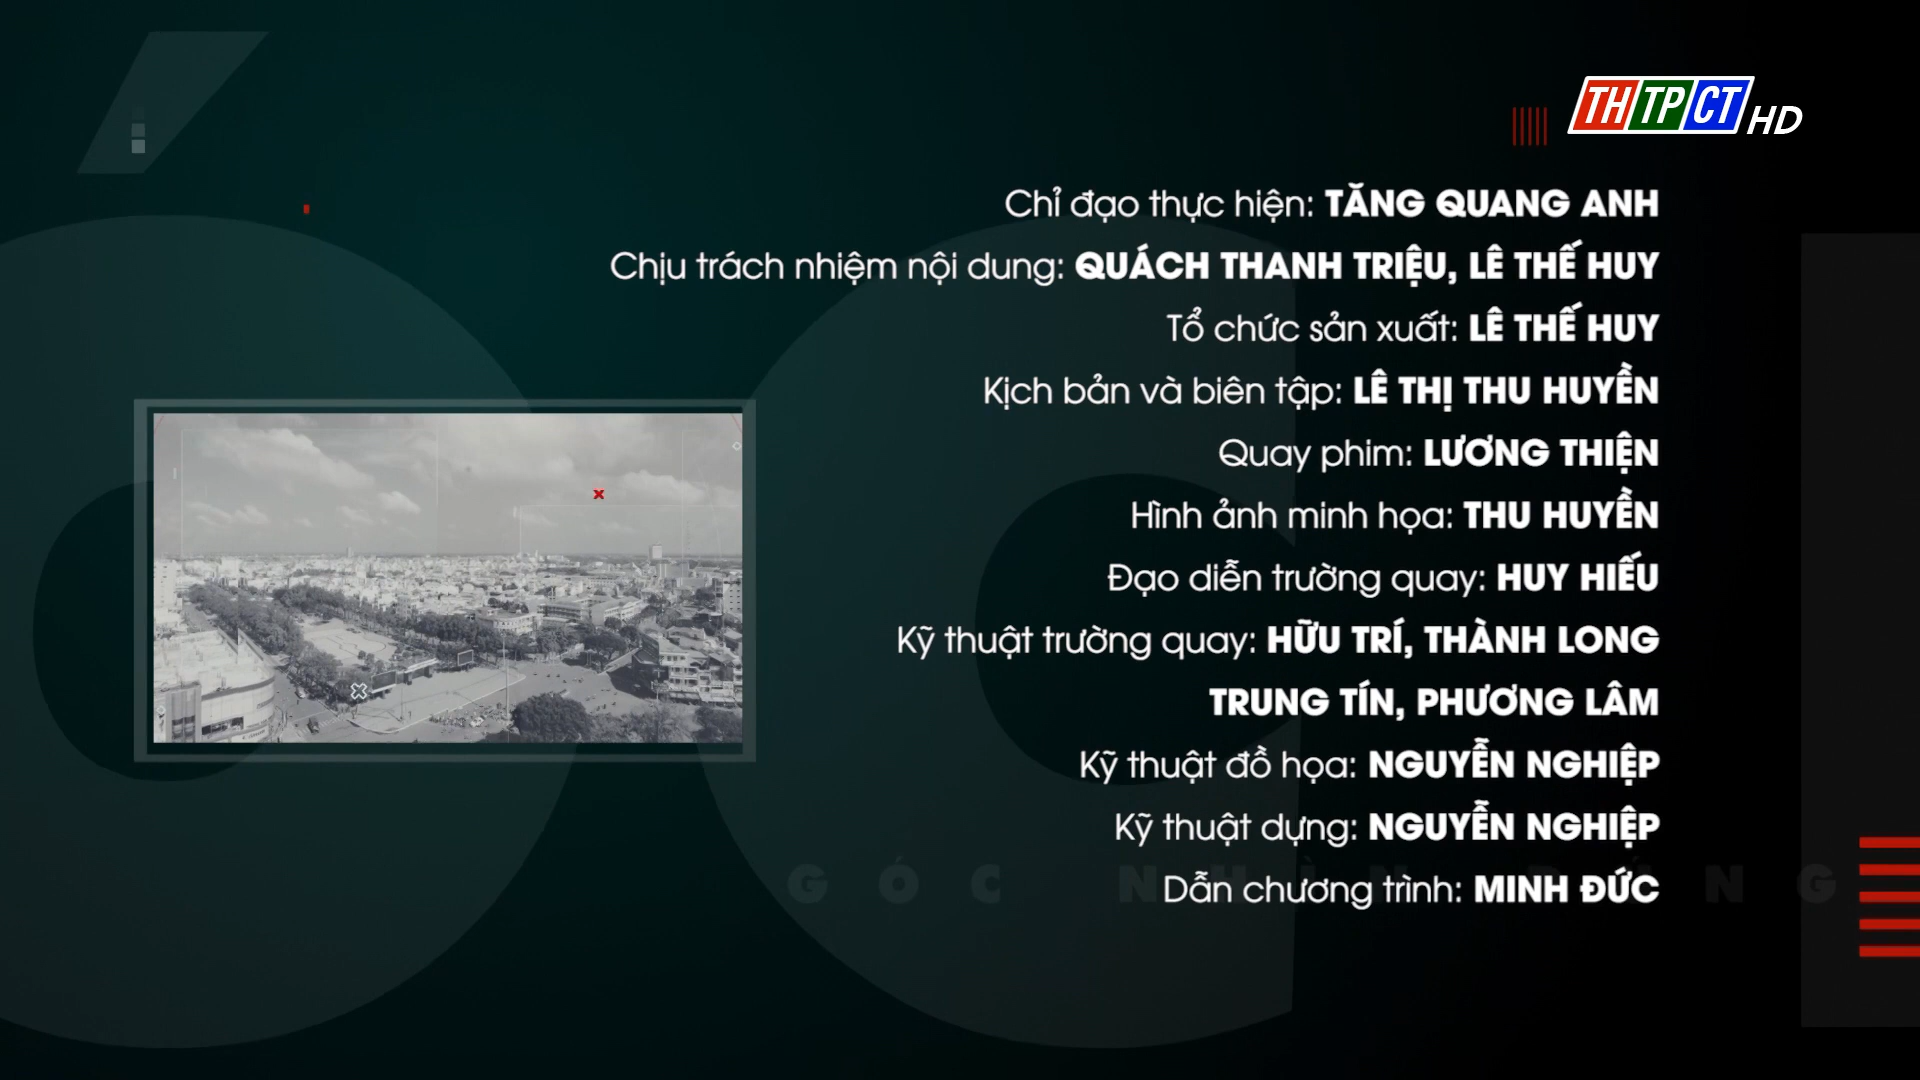 THTPCT HD
Chỉ đạo thực hiện: TĂNG QUANG ANH
Chịu trách nhiệm nội dung: QUÁCH THANH TRIỆU, LÊ THẾ HUY
Tổ chức sản xuất: LÊ THẾ HUY
Kịch bản và biên tập: LÊ THỊ THU HUYỀN
Quay phim: LƯƠNG THIỆN
Hình ảnh minh họa: THU HUYỀN
Đạo diễn trường quay: HUY HIẾU
Kỹ thuật trường quay: HỮU TRÍ, THÀNH LONG
TRUNG TÍN, PHƯƠNG LÂM
Kỹ thuật đồ họa: NGUYỄN NGHIỆP
Kỹ thuật dựng: NGUYỄN NGHIỆP
Dẫn chương trình: MINH ĐỨC
GÓC